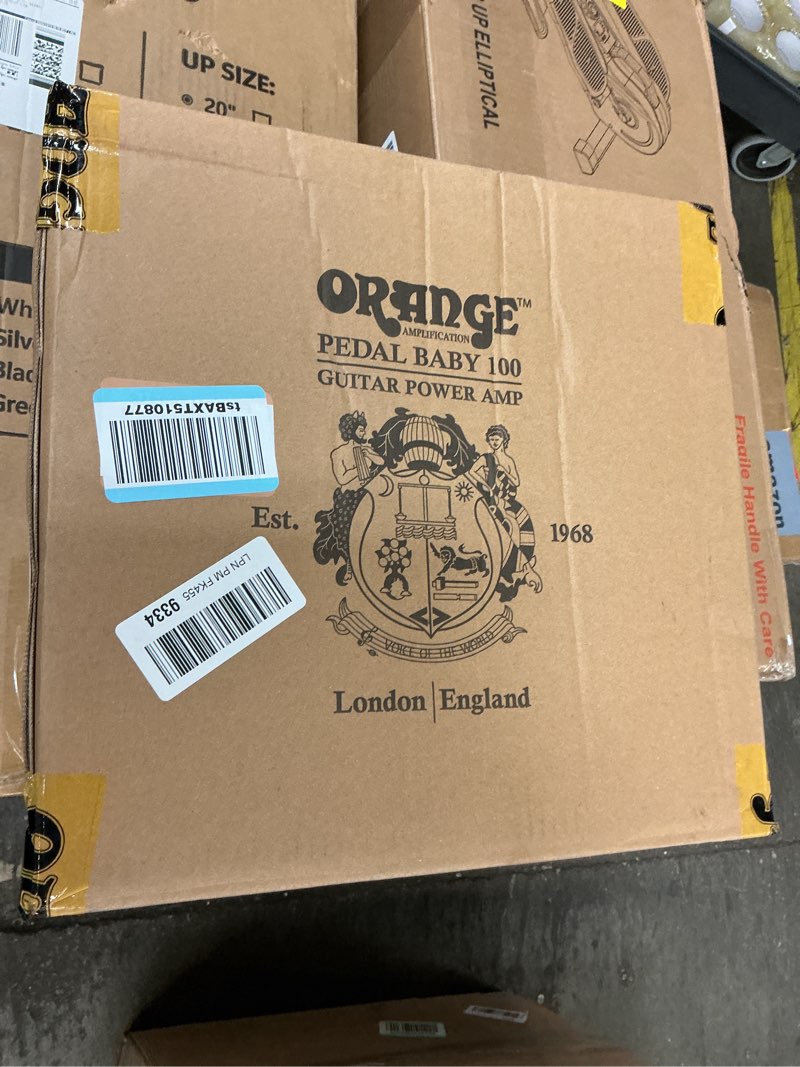 UP SIZE:
20"
UP ELLIPTICAL
ORANGE™
AMPLIFICATION
PEDAL BABY 100
GUITAR POWER AMP
tsBAXT510877
Est.
1968
LPN PM FK455 9334
VOICE OF THE WORLD
London | England
Fragile Handle With Care
amazon